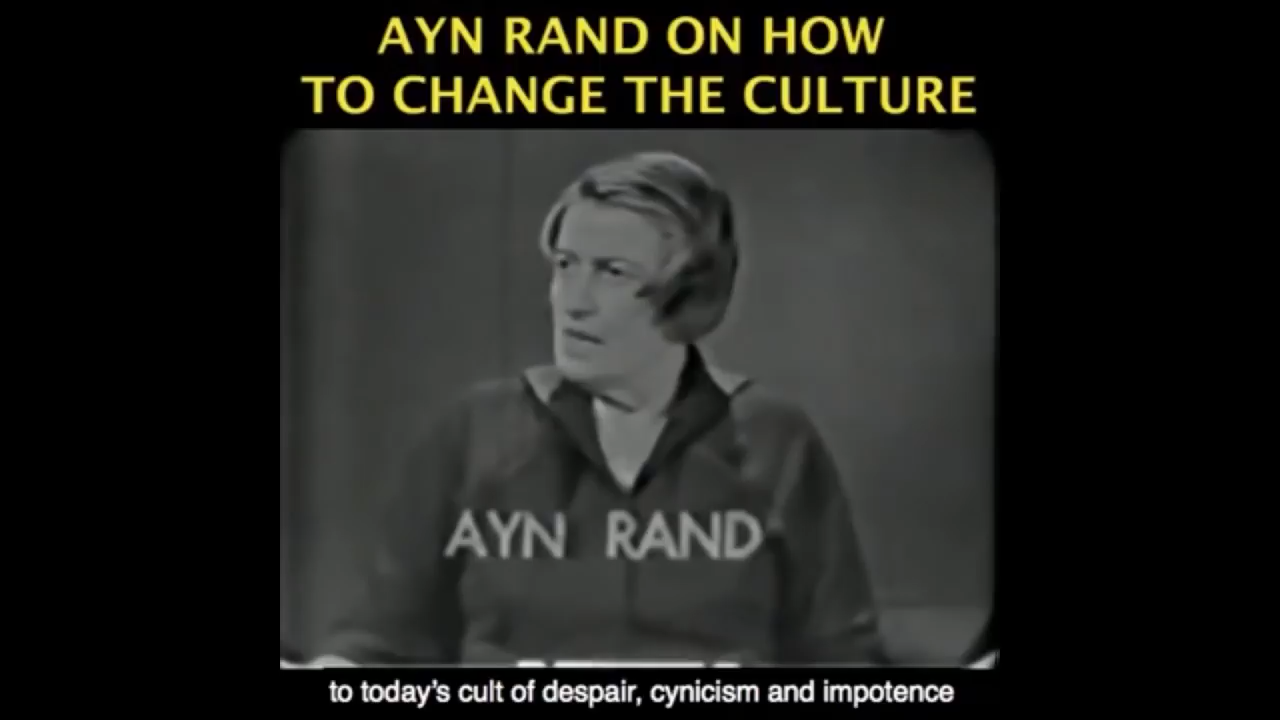 AYN RAND ON HOW
TO CHANGE THE CULTURE
AYN RAND
to today's cult of despair, cynicism and impotence